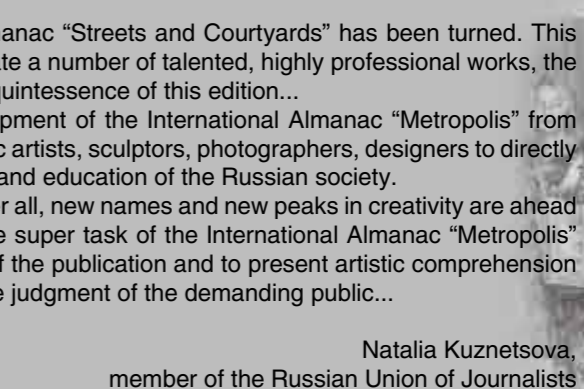 anac “Streets and Courtyards” has been turned. This
te a number of talented, highly professional works, the
quintessence of this edition...
pment of the International Almanac “Metropolis” from
c artists, sculptors, photographers, designers to directly
and education of the Russian society.
r all, new names and new peaks in creativity are ahead
e super task of the International Almanac “Metropolis”
f the publication and to present artistic comprehension
e judgment of the demanding public...
Natalia Kuznetsova,
member of the Russian Union of Journalists